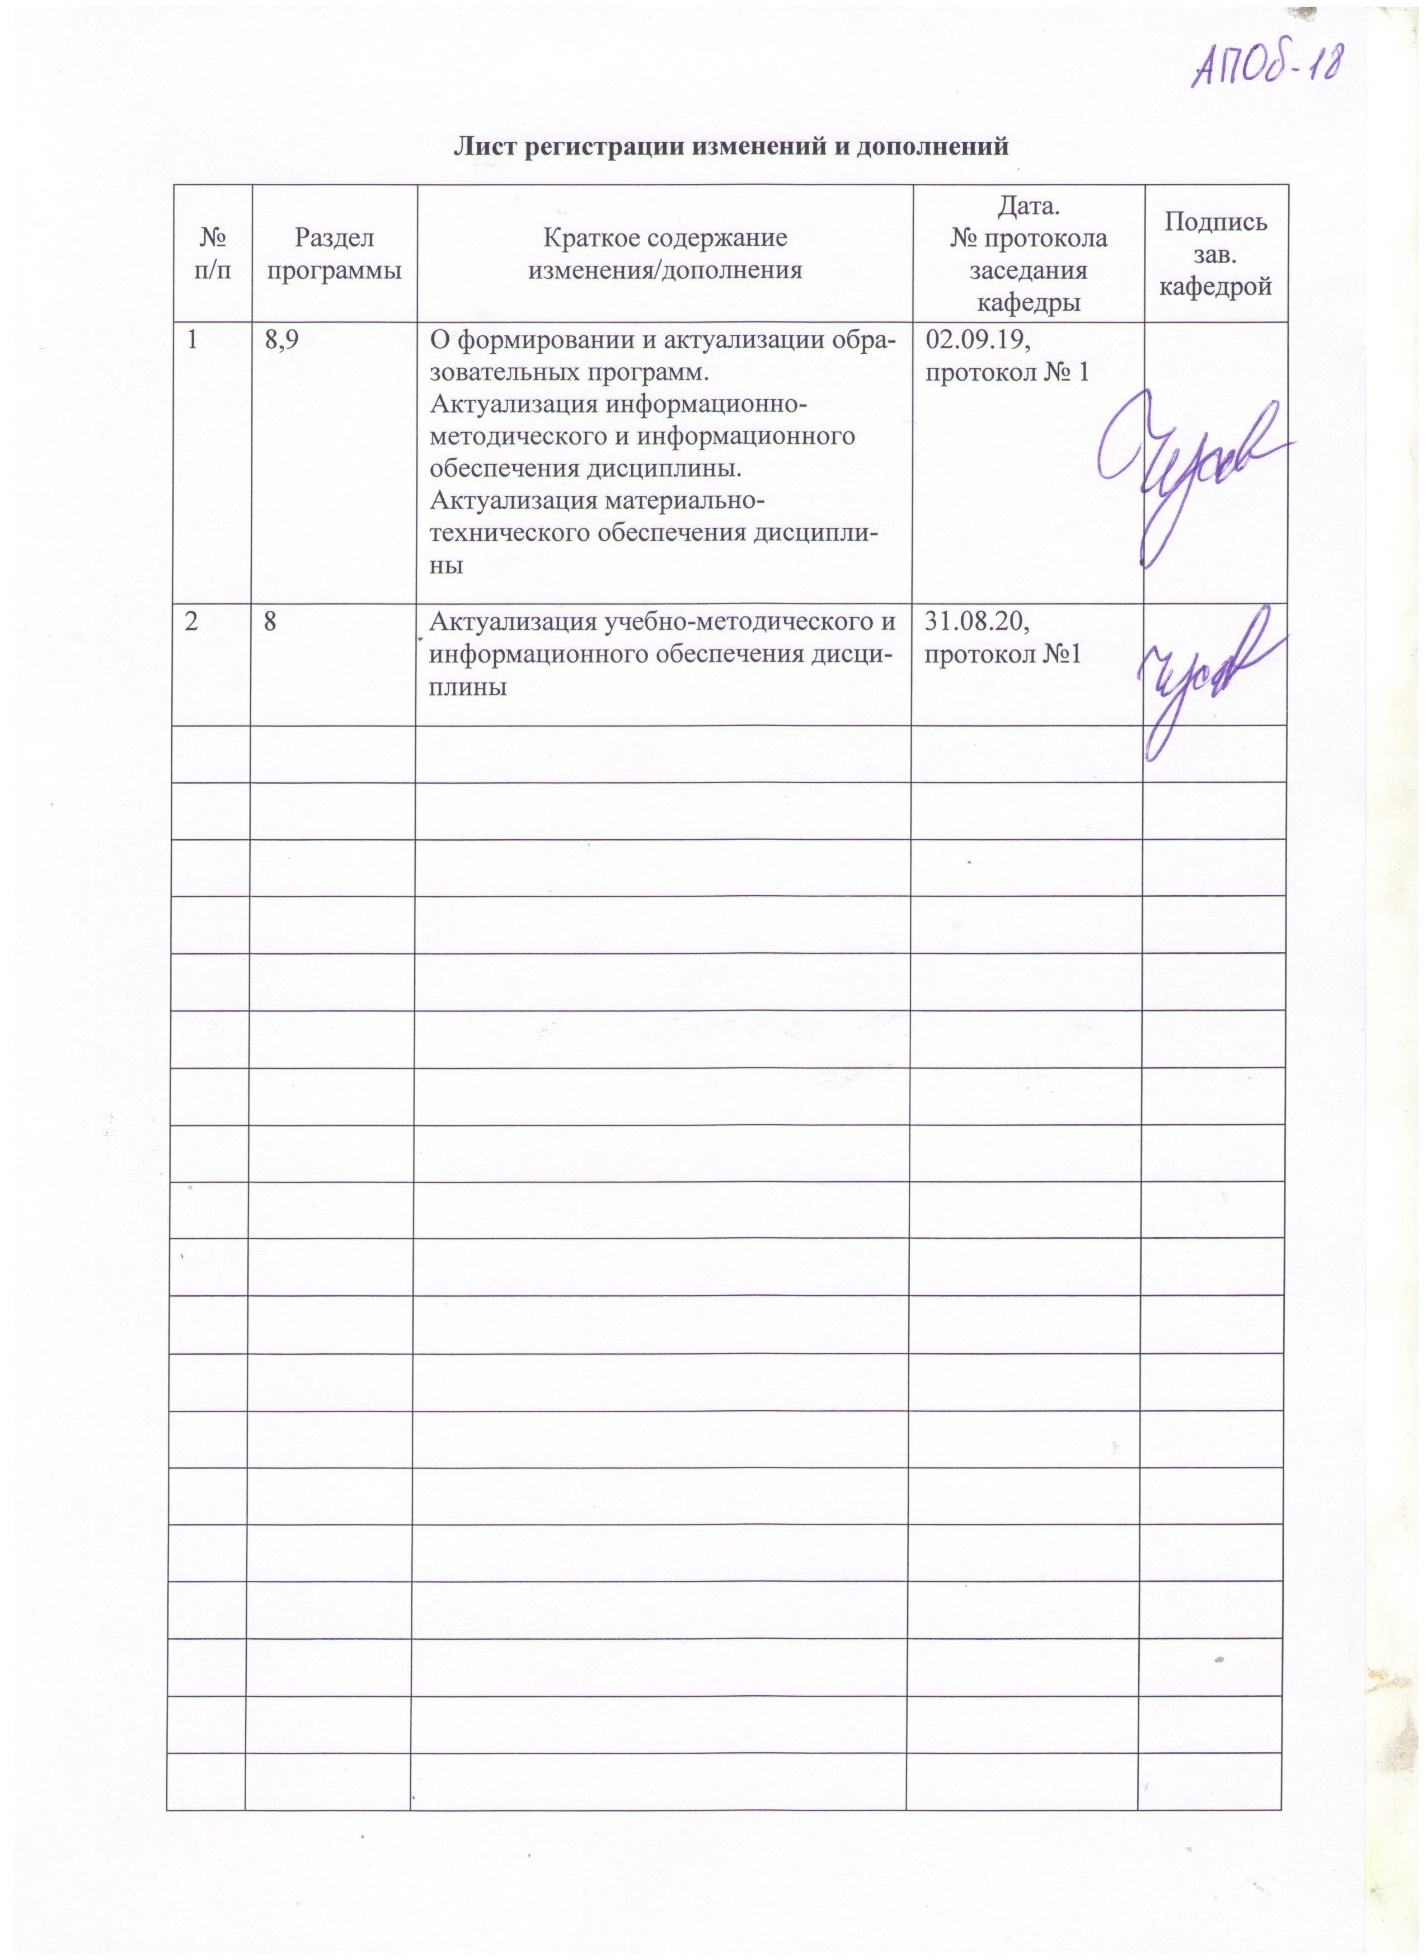 АПОб-18
Лист регистрации изменений и дополнений
№
п/п
Раздел
программы
Краткое содержание
изменения/дополнения
Дата.
№ протокола
заседания
кафедры
Подпись
зав.
кафедрой
1
8,9
О формировании и актуализации обра-
зовательных программ.
Актуализация информационно-
методического и информационного
обеспечения дисциплины.
Актуализация материально-
технического обеспечения дисципли-
ны
02.09.19,
протокол № 1
2
8
Актуализация учебно-методического и
информационного обеспечения дисци-
плины
31.08.20,
протокол №1